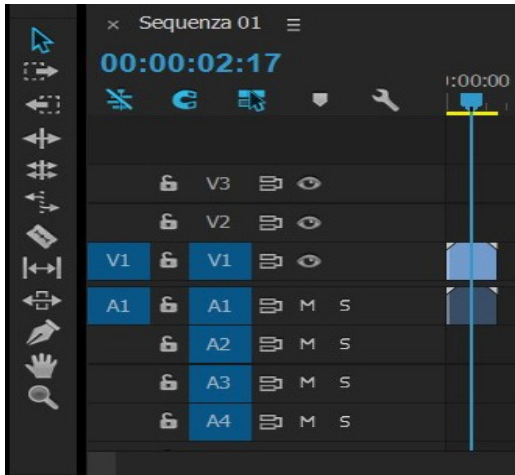 × Sequenza 01
00:00:02:17
:00:00
V3
V2
V1 V1
A1 A1 M S
A2 M S
A3 M S
A4 M S